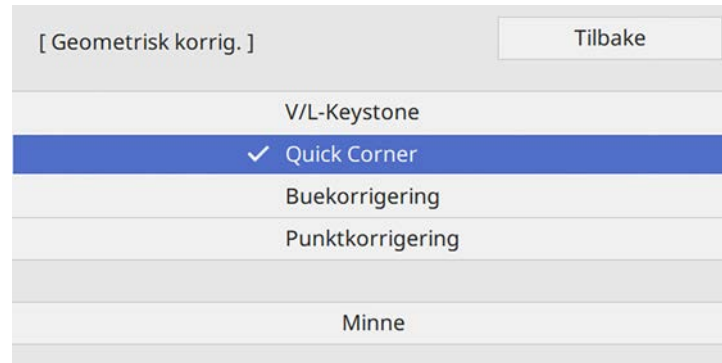 [ Geometrisk korrig. ]
Tilbake
V/L-Keystone
✓ Quick Corner
Buekorrigering
Punktkorrigering
Minne